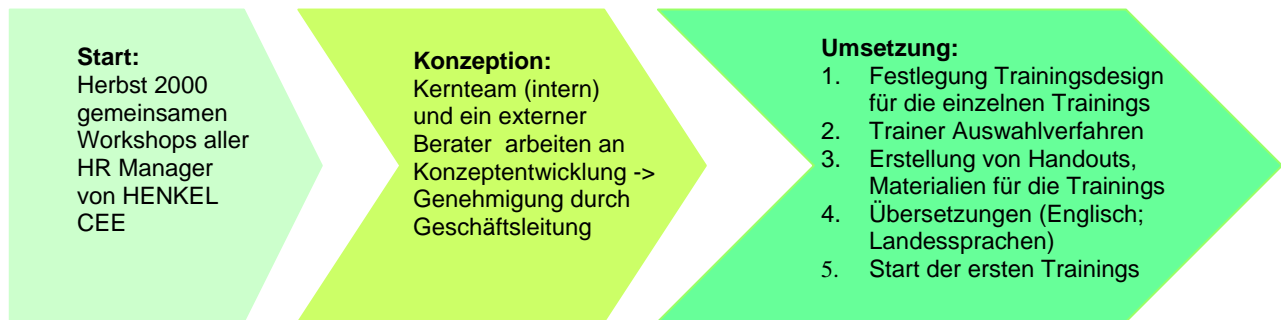 Start:
Herbst 2000
gemeinsamen
Workshops aller
HR Manager
von HENKEL
CEE
Konzeption:
Kernteam (intern)
und ein externer
Berater arbeiten an
Konzeptentwicklung ->
Genehmigung durch
Geschäftsleitung
Umsetzung:
1. Festlegung Trainingsdesign
für die einzelnen Trainings
2. Trainer Auswahlverfahren
3. Erstellung von Handouts,
Materialien für die Trainings
4. Übersetzungen (Englisch;
Landessprachen)
5. Start der ersten Trainings